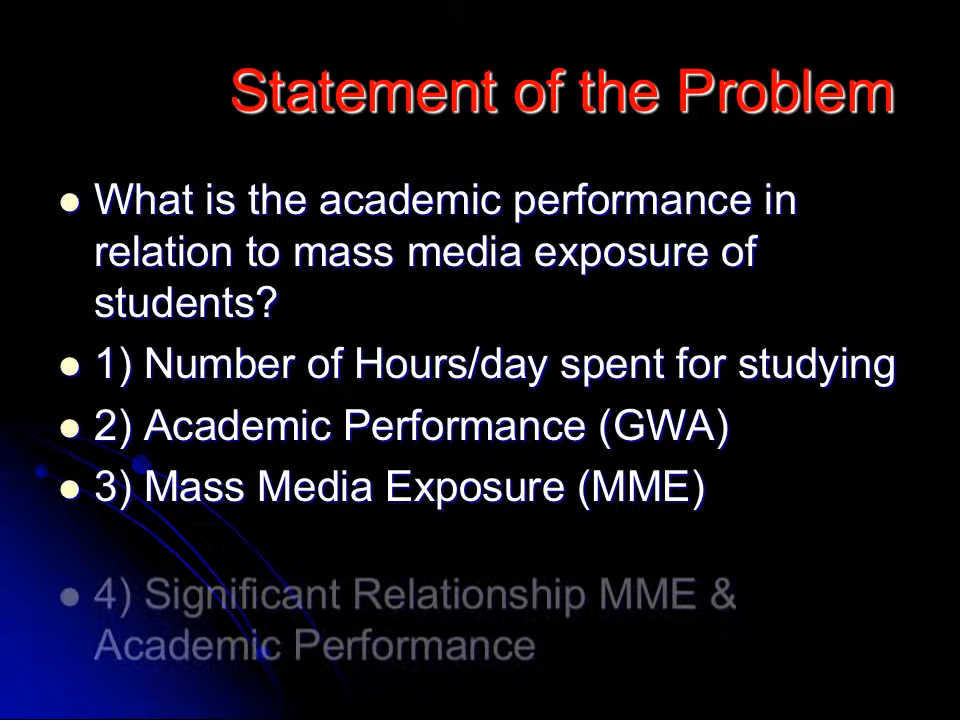 Statement of the Problem
What is the academic performance in
relation to mass media exposure of
students?
1) Number of Hours/day spent for studying
2) Academic Performance (GWA)
3) Mass Media Exposure (MME)
4) Significant Relationship MME &
Academic Performance